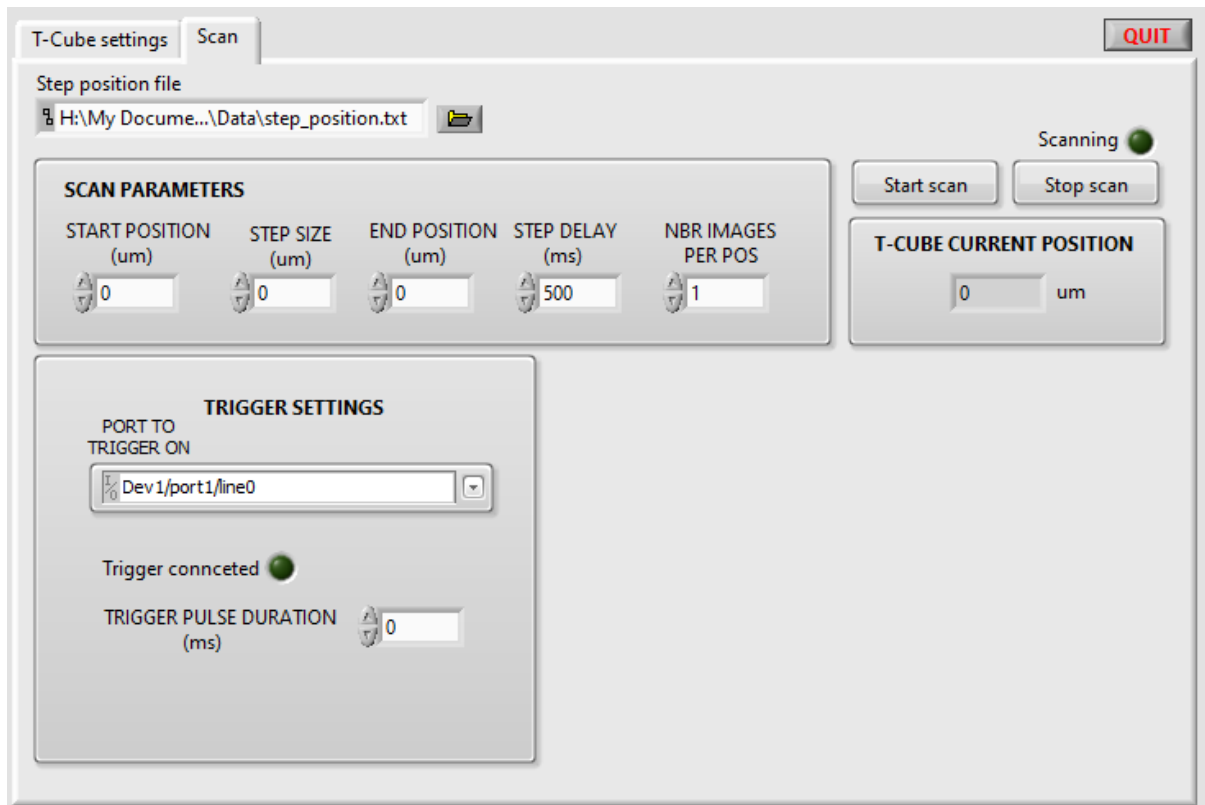 T-Cube settings
Scan
QUIT
Step position file
H:\My Docume...\Data\step_position.txt
Scanning
SCAN PARAMETERS
START POSITION
(um)
0
STEP SIZE
(um)
0
END POSITION
(um)
0
STEP DELAY
(ms)
500
NBR IMAGES
PER POS
1
Start scan
Stop scan
T-CUBE CURRENT POSITION
0 um
TRIGGER SETTINGS
PORT TO
TRIGGER ON
I/O Dev1/port1/line0
Trigger connceted
TRIGGER PULSE DURATION
(ms)
0